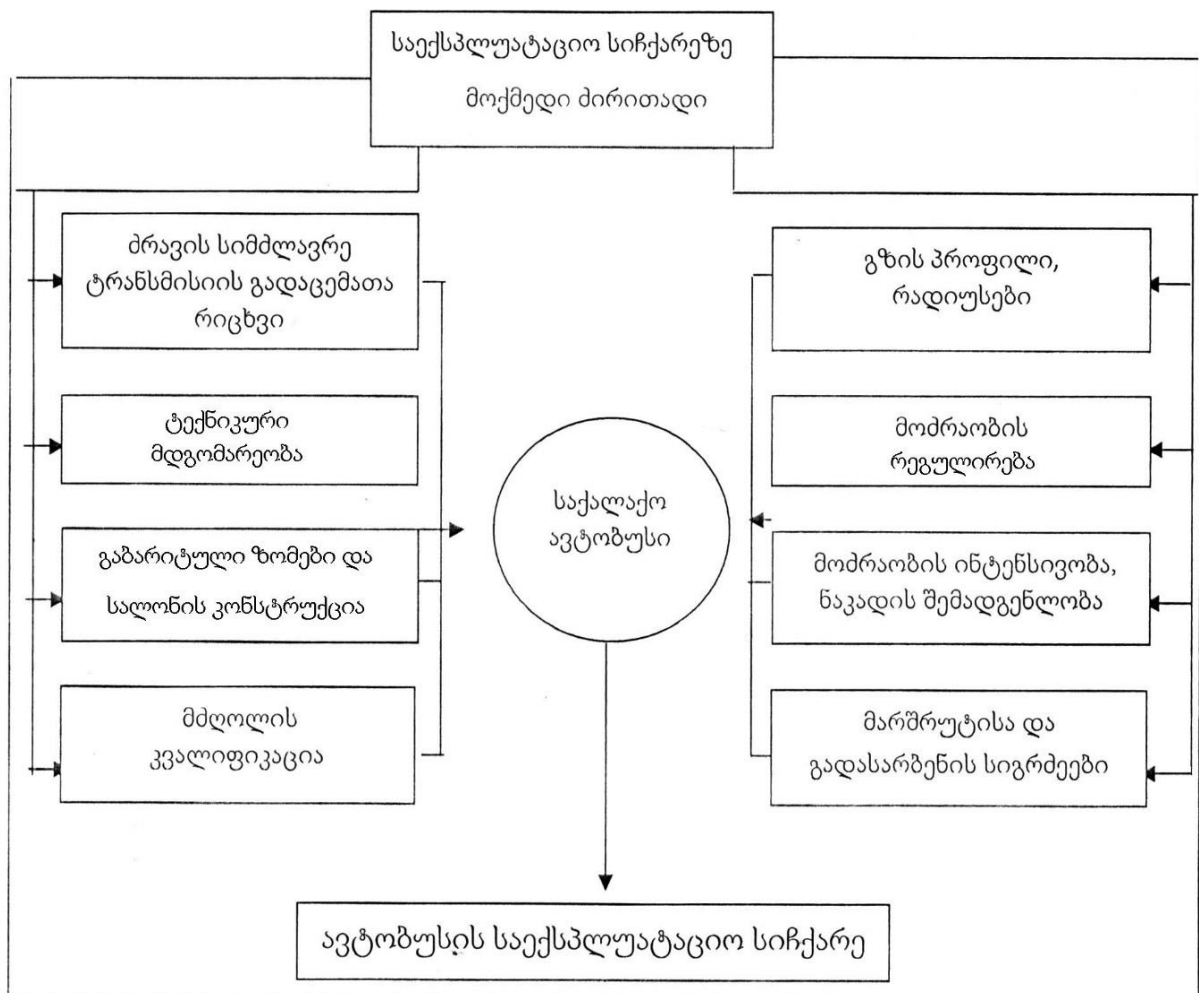 საექსპლუატაციო სიჩქარეზე
მოქმედი ძირითადი
ძრავის სიმძლავრე
ტრანსმისიის გადაცემათა
რიცხვი
ტექნიკური
მდგომარეობა
გაბარიტული ზომები და
სალონის კონსტრუქცია
მძღოლის
კვალიფიკაცია
საქალაქო
ავტობუსი
გზის პროფილი,
რადიუსები
მოძრაობის
რეგულირება
მოძრაობის ინტენსივობა,
ნაკადის შემადგენლობა
მარშრუტისა და
გადასარბენის სიგრძეები
ავტობუსის საექსპლუატაციო სიჩქარე